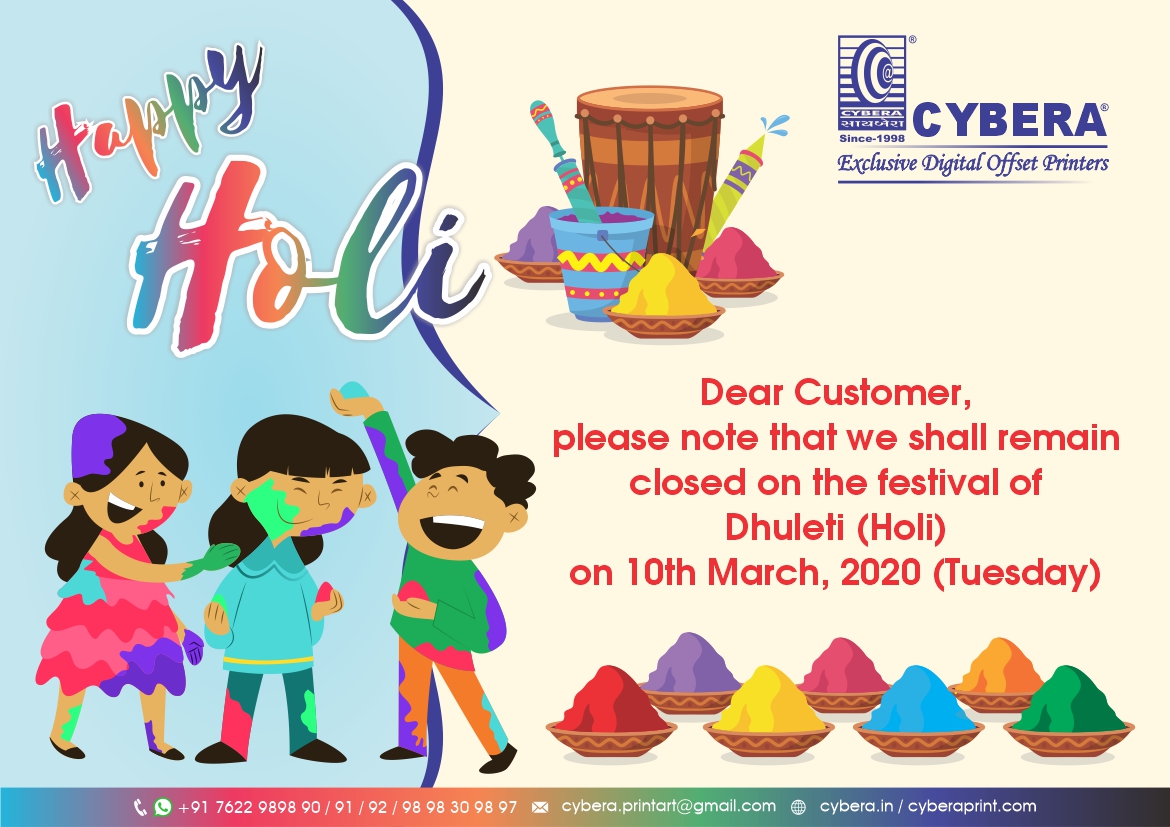 Happy
Holi
@
®
CYBERA
सायबेरा
Since-1998
CYBERA®
Exclusive Digital Offset Printers
Dear Customer,
please note that we shall remain
closed on the festival of
Dhuleti (Holi)
on 10th March, 2020 (Tuesday)
+91 7622 9898 90 / 91 / 92 / 98 98 30 98 97 cybera.printart@gmail.com cybera.in / cyberaprint.com